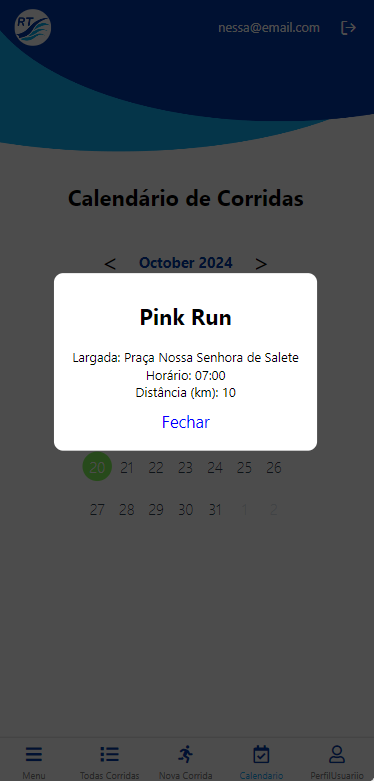 RT
nessa@email.com
Calendário de Corridas
< October 2024 >
Pink Run
Largada: Praça Nossa Senhora de Salete
Horário: 07:00
Distância (km): 10
Fechar
20 21 22 23 24 25 26
27 28 29 30 31 1 2
Menu Todas Corridas Nova Corrida Calendario PerfilUsuariio